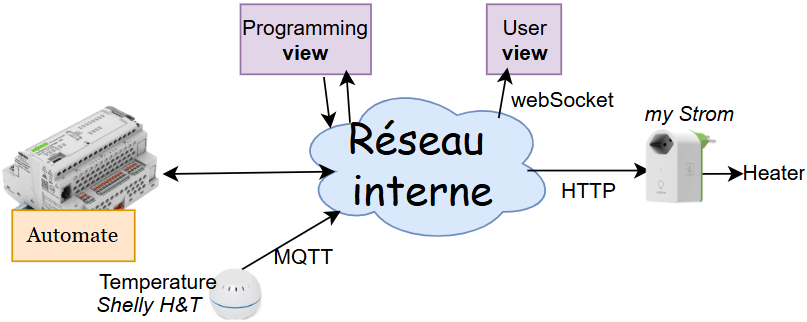 Programming
view
User
view
webSocket
my Strom
Réseau
interne
HTTP
Heater
Automate
MQTT
Temperature
Shelly H&T